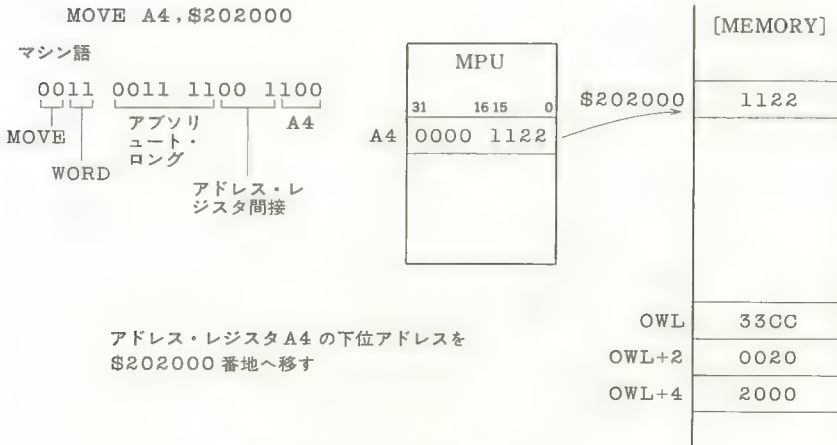 MOVE A4,$202000
マシン語
0011 0011 1100 1100
MOVE
WORD
アブソリ
ュート・
ロング
アドレス・レ
ジスタ間接
A4
MPU
31 16 15 0
A4 0000 1122
[MEMORY]
$202000 1122
アドレス・レジスタA4の下位アドレスを
$202000番地へ移す
OWL 33CC
OWL+2 0020
OWL+4 2000